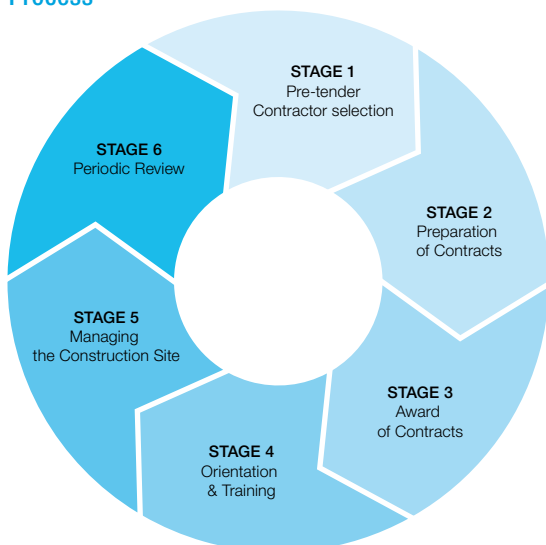 Process
STAGE 1
Pre-tender
Contractor selection
STAGE 2
Preparation
of Contracts
STAGE 3
Award
of Contracts
STAGE 4
Orientation
& Training
STAGE 5
Managing
the Construction Site
STAGE 6
Periodic Review